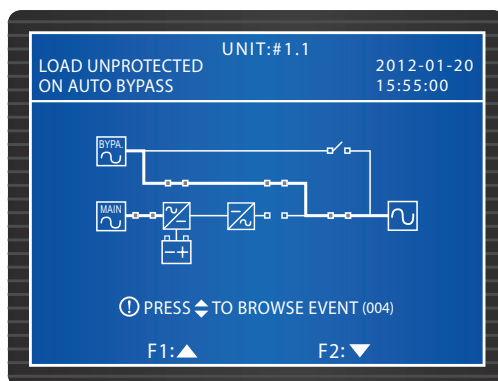 UNIT:#1.1
LOAD UNPROTECTED
2012-01-20
ON AUTO BYPASS
15:55:00
BYPA.
MAIN
PRESS TO BROWSE EVENT (004)
F1:
F2: